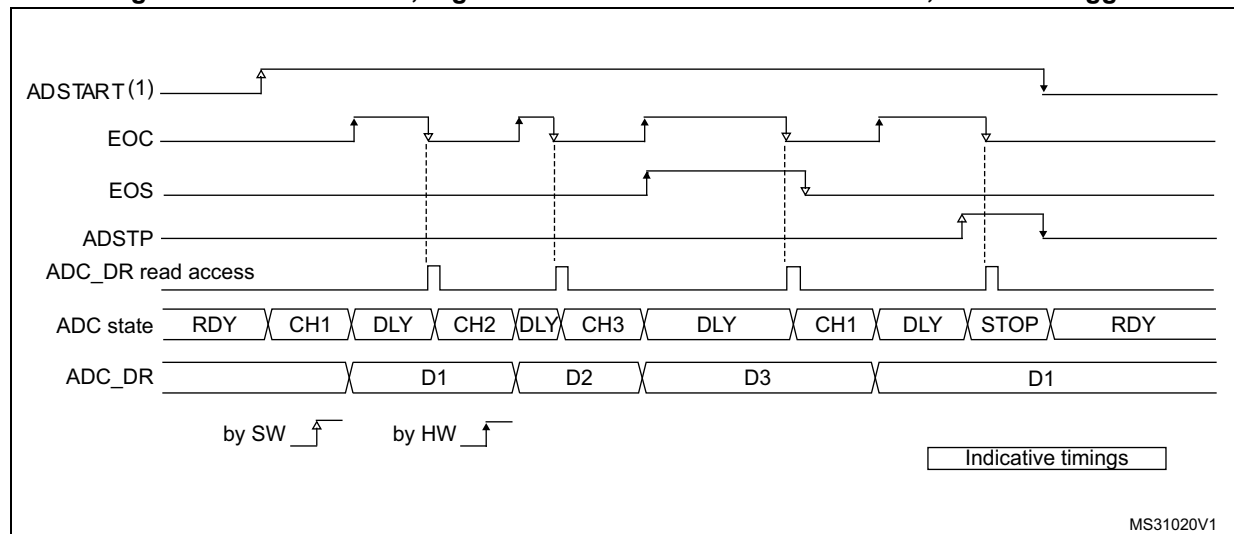 ADSTART(1)
EOC
EOS
ADSTP
ADC_DR read access
ADC state RDY CH1 DLY CH2 DLY CH3 DLY CH1 DLY STOP RDY
ADC_DR D1 D2 D3 D1
by SW by HW
Indicative timings
MS31020V1